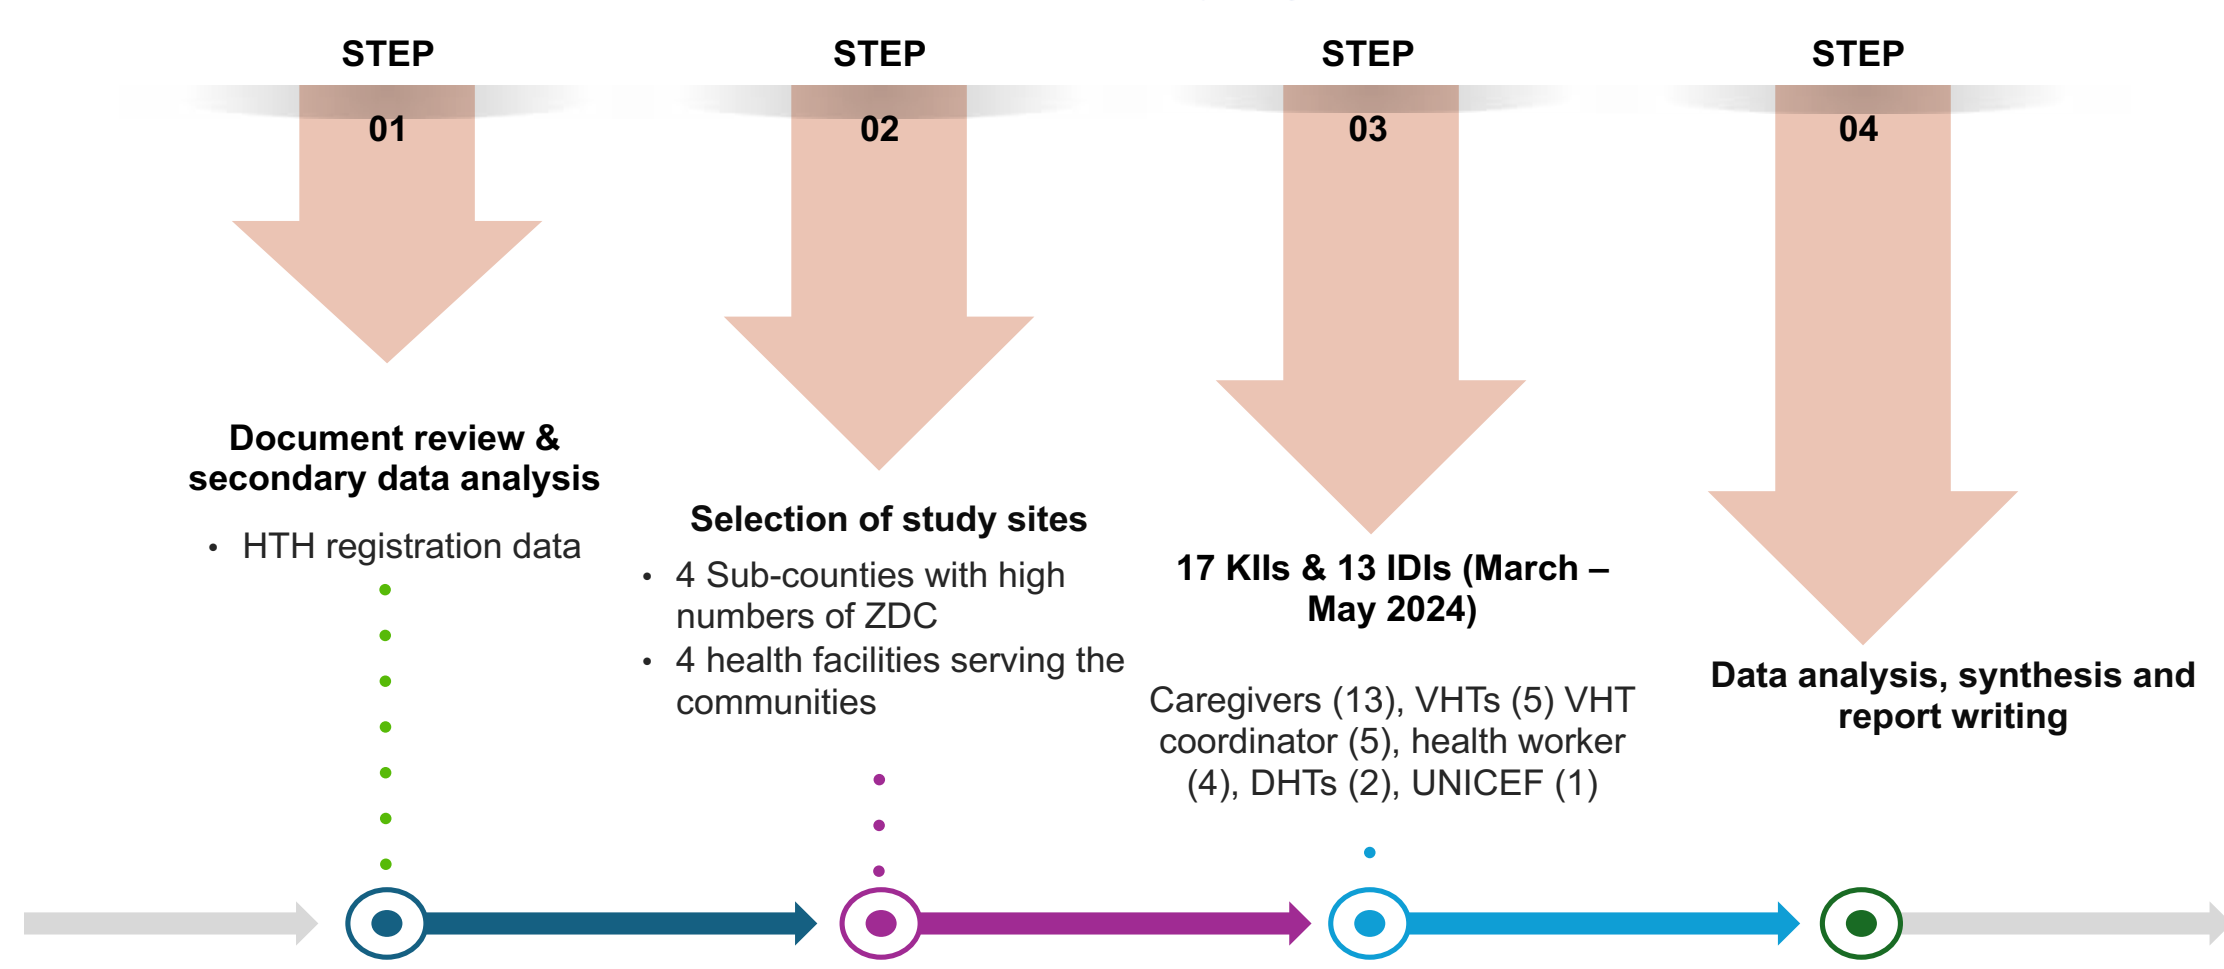 STEP
01
Document review &
secondary data analysis
• HTH registration data
STEP
02
Selection of study sites
• 4 Sub-counties with high
numbers of ZDC
• 4 health facilities serving the
communities
STEP
03
17 KIIs & 13 IDIs (March –
May 2024)
Caregivers (13), VHTs (5) VHT
coordinator (5), health worker
(4), DHTs (2), UNICEF (1)
STEP
04
Data analysis, synthesis and
report writing